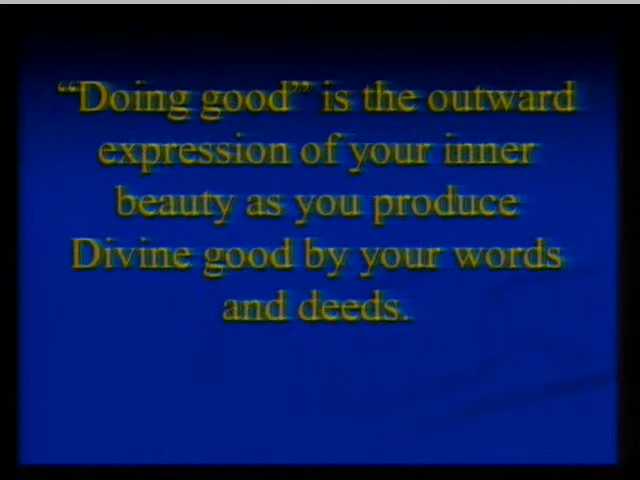 “Doing good” is the outward
expression of your inner
beauty as you produce
Divine good by your words
and deeds.